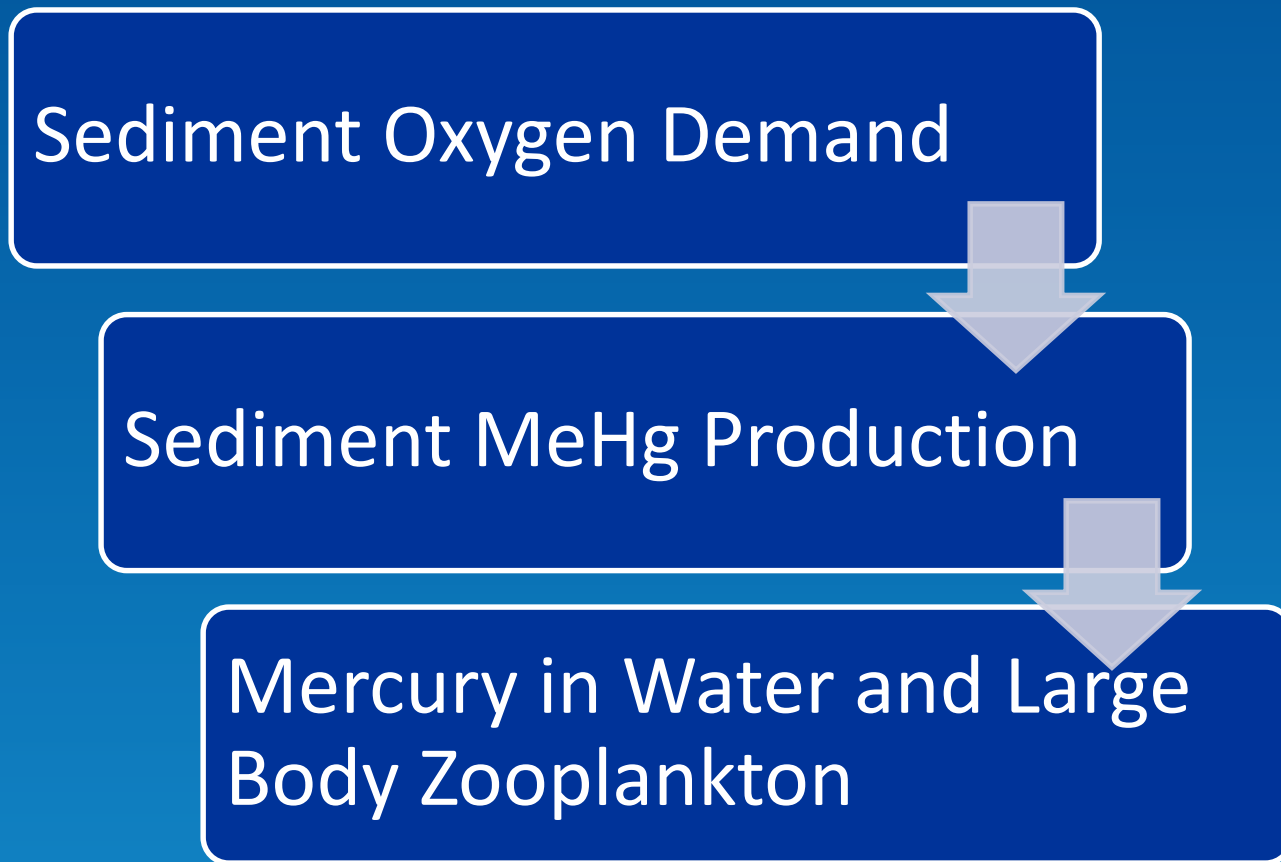 Sediment Oxygen Demand
Sediment MeHg Production
Mercury in Water and Large
Body Zooplankton